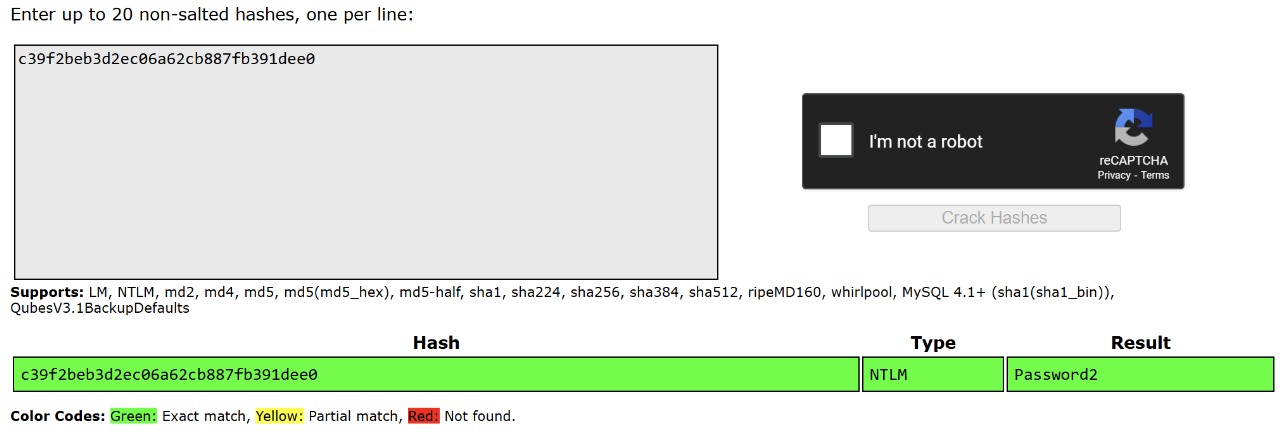 Enter up to 20 non-salted hashes, one per line:
c39f2beb3d2ec06a62cb887fb391dee0
I'm not a robot
reCAPTCHA
Privacy - Terms
Crack Hashes
Supports: LM, NTLM, md2, md4, md5, md5(md5_hex), md5-half, sha1, sha224, sha256, sha384, sha512, ripeMD160, whirlpool, MySQL 4.1+ (sha1(sha1_bin)),
QubesV3.1BackupDefaults
Hash Type Result
c39f2beb3d2ec06a62cb887fb391dee0 NTLM Password2
Color Codes: Green: Exact match, Yellow: Partial match, Red: Not found.